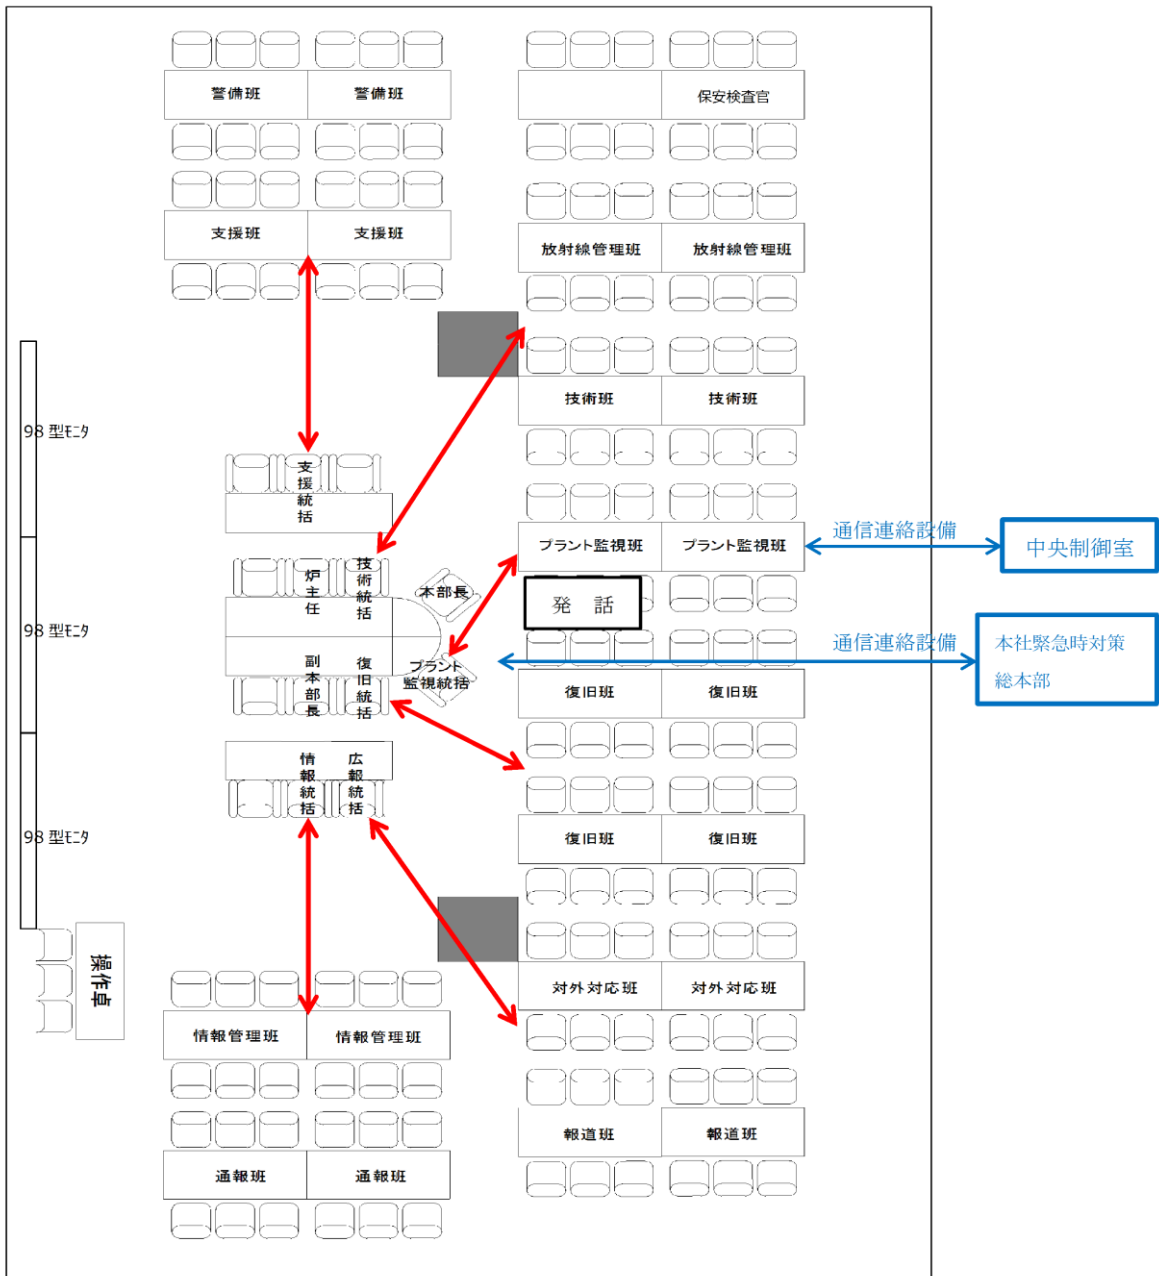 警備班
警備班
保安検査官
支援班
支援班
放射線管理班
放射線管理班
技術班
技術班
98 型ﾓﾆﾀ
支援統括
プラント監視班
プラント監視班
通信連絡設備
中央制御室
炉主任
技術統括
本部長
発 話
98 型ﾓﾆﾀ
副本部長
復旧統括
プラント
監視統括
通信連絡設備
本社緊急時対策
総本部
復旧班
復旧班
情報統括
広報統括
98 型ﾓﾆﾀ
復旧班
復旧班
操作卓
対外対応班
対外対応班
情報管理班
情報管理班
報道班
報道班
通報班
通報班